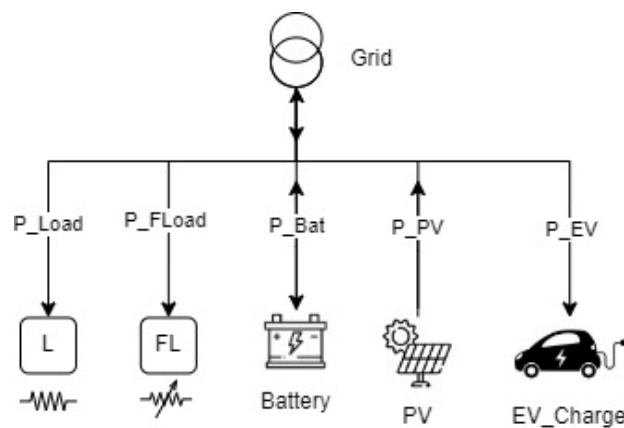 Grid
P_Load
P_FLoad
P_Bat
P_PV
P_EV
L
FL
Battery
PV
EV_Charge